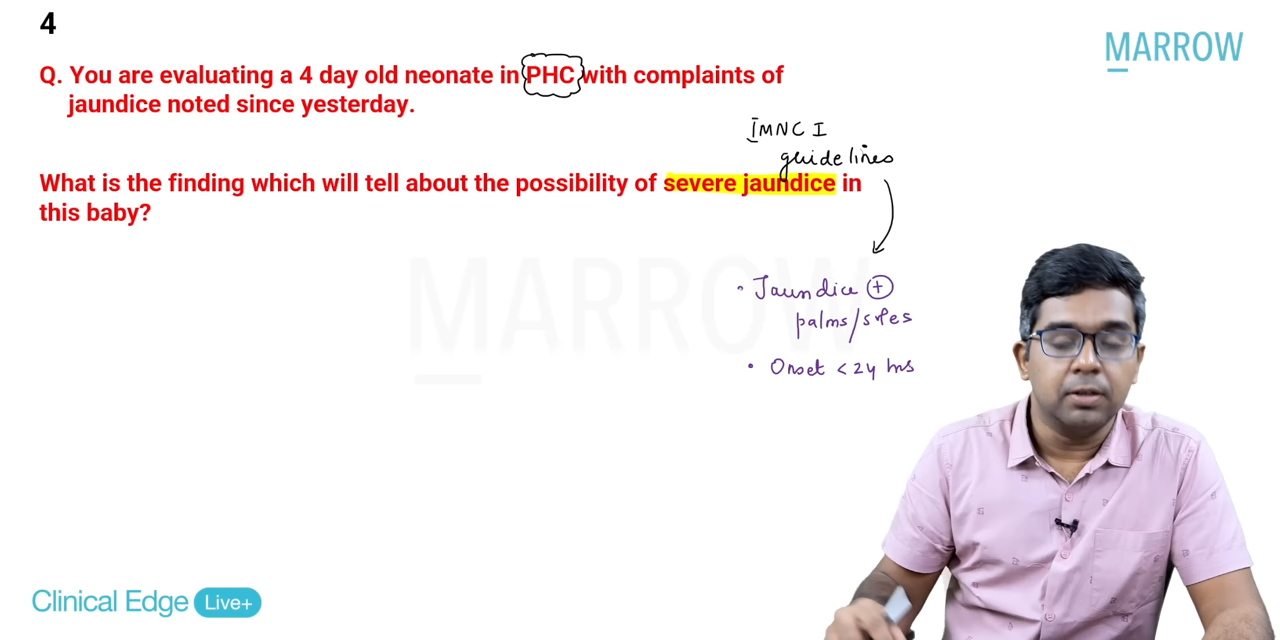 4
MARROW
Q. You are evaluating a 4 day old neonate in PHC with complaints of
jaundice noted since yesterday.
IMNCI
guidelines
What is the finding which will tell about the possibility of severe jaundice in
this baby?
MARROW
• Jaundice +
palms/soles
• Onset < 24 hrs
Clinical Edge Live+